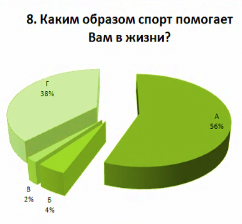 8. Каким образом спорт помогает
Вам в жизни?
Г
38%
А
56%
В
2%
Б
4%